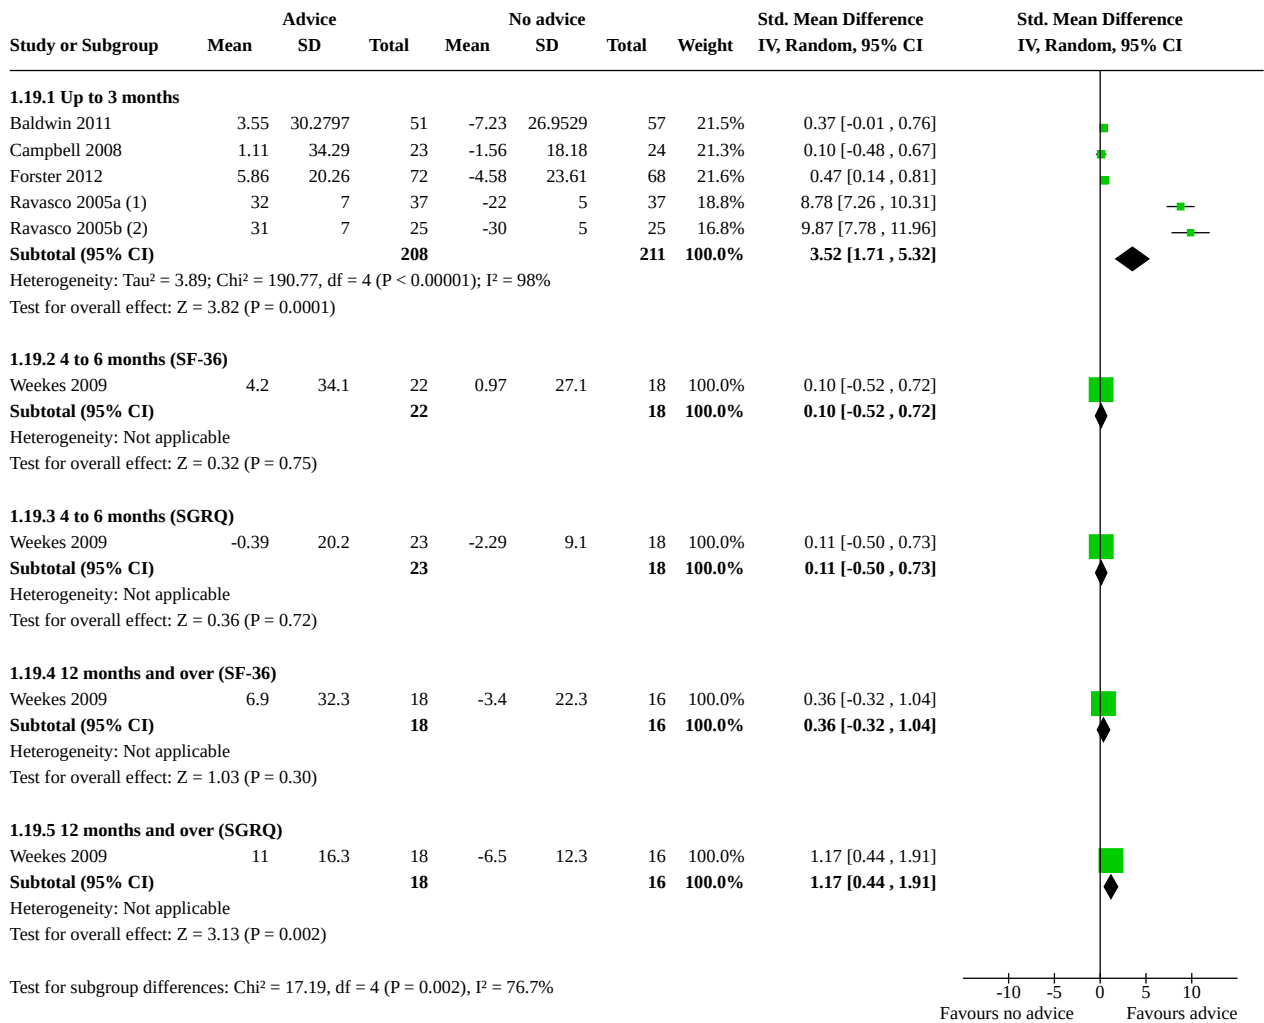 Advice No advice Std. Mean Difference Std. Mean Difference
Study or Subgroup Mean SD Total Mean SD Total Weight IV, Random, 95% CI IV, Random, 95% CI
1.19.1 Up to 3 months
Baldwin 2011 3.55 30.2797 51 -7.23 26.9529 57 21.5% 0.37 [-0.01 , 0.76]
Campbell 2008 1.11 34.29 23 -1.56 18.18 24 21.3% 0.10 [-0.48 , 0.67]
Forster 2012 5.86 20.26 72 -4.58 23.61 68 21.6% 0.47 [0.14 , 0.81]
Ravasco 2005a (1) 32 7 37 -22 5 37 18.8% 8.78 [7.26 , 10.31]
Ravasco 2005b (2) 31 7 25 -30 5 25 16.8% 9.87 [7.78 , 11.96]
Subtotal (95% CI) 208 211 100.0% 3.52 [1.71 , 5.32]
Heterogeneity: Tau² = 3.89; Chi² = 190.77, df = 4 (P < 0.00001); I² = 98%
Test for overall effect: Z = 3.82 (P = 0.0001)
1.19.2 4 to 6 months (SF-36)
Weekes 2009 4.2 34.1 22 0.97 27.1 18 100.0% 0.10 [-0.52 , 0.72]
Subtotal (95% CI) 22 18 100.0% 0.10 [-0.52 , 0.72]
Heterogeneity: Not applicable
Test for overall effect: Z = 0.32 (P = 0.75)
1.19.3 4 to 6 months (SGRQ)
Weekes 2009 -0.39 20.2 23 -2.29 9.1 18 100.0% 0.11 [-0.50 , 0.73]
Subtotal (95% CI) 23 18 100.0% 0.11 [-0.50 , 0.73]
Heterogeneity: Not applicable
Test for overall effect: Z = 0.36 (P = 0.72)
1.19.4 12 months and over (SF-36)
Weekes 2009 6.9 32.3 18 -3.4 22.3 16 100.0% 0.36 [-0.32 , 1.04]
Subtotal (95% CI) 18 16 100.0% 0.36 [-0.32 , 1.04]
Heterogeneity: Not applicable
Test for overall effect: Z = 1.03 (P = 0.30)
1.19.5 12 months and over (SGRQ)
Weekes 2009 11 16.3 18 -6.5 12.3 16 100.0% 1.17 [0.44 , 1.91]
Subtotal (95% CI) 18 16 100.0% 1.17 [0.44 , 1.91]
Heterogeneity: Not applicable
Test for overall effect: Z = 3.13 (P = 0.002)
Test for subgroup differences: Chi² = 17.19, df = 4 (P = 0.002), I² = 76.7%
-10 -5 0 5 10
Favours no advice Favours advice